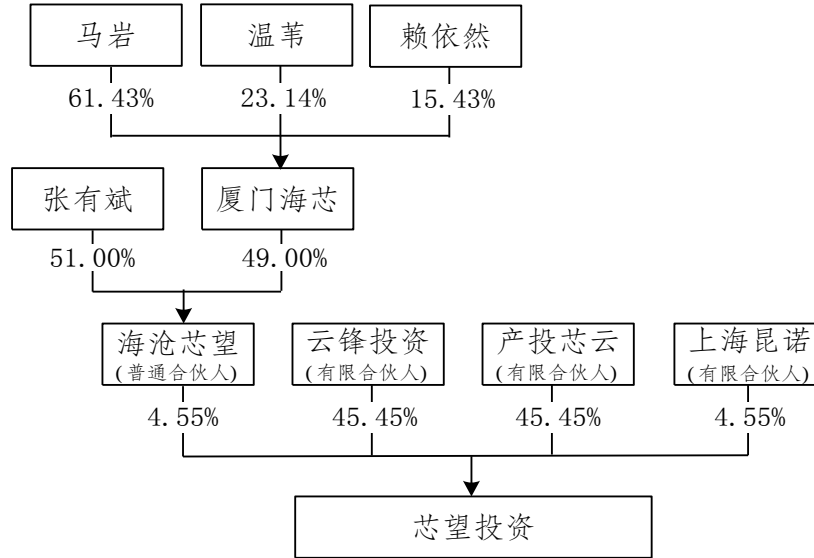 马岩
温苇
赖依然
61.43%
23.14%
15.43%
张有斌
厦门海芯
51.00%
49.00%
海沧芯望
(普通合伙人)
云锋投资
(有限合伙人)
产投芯云
(有限合伙人)
上海昆诺
(有限合伙人)
4.55%
45.45%
45.45%
4.55%
芯望投资